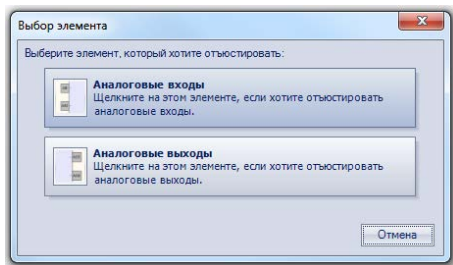 Выбор элемента
Выберите элемент, который хотите отъюстировать:
Аналоговые входы
Щелкните на этом элементе, если хотите отъюстировать
аналоговые входы.
Аналоговые выходы
Щелкните на этом элементе, если хотите отъюстировать
аналоговые выходы.
Отмена